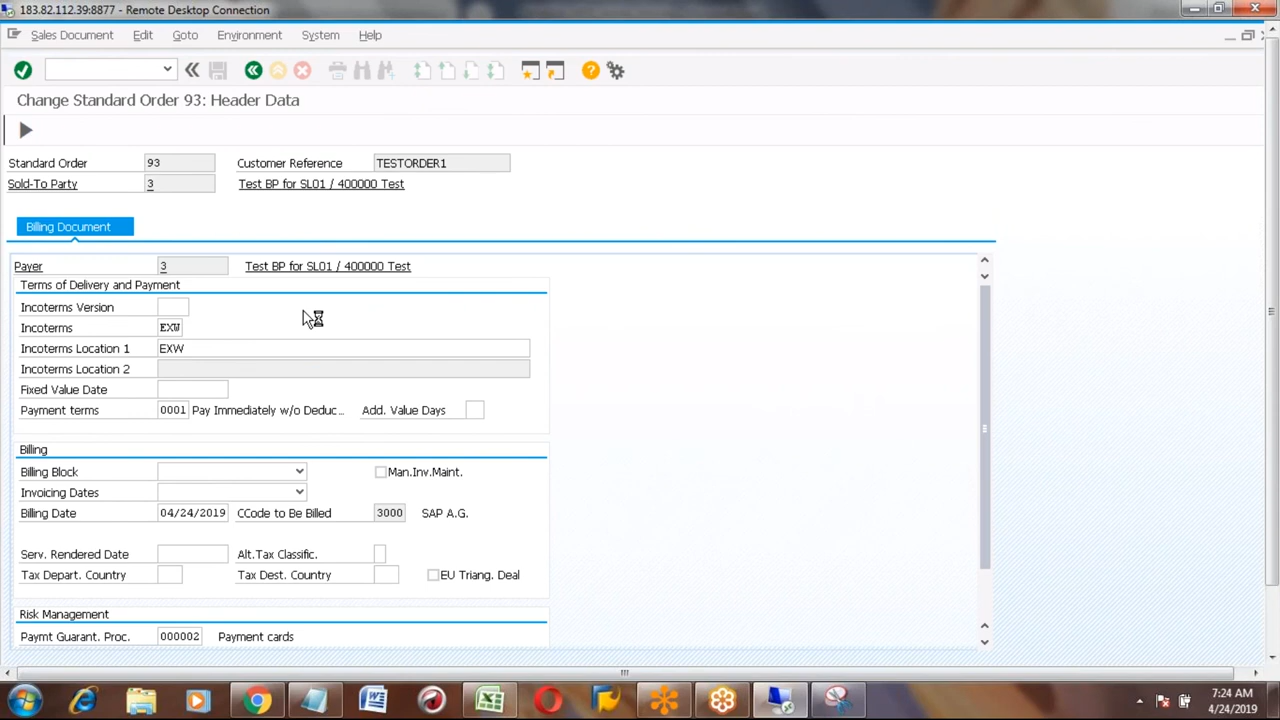 183.82.112.39:8877 - Remote Desktop Connection
Sales Document Edit Goto Environment System Help
Change Standard Order 93: Header Data
Standard Order 93 Customer Reference TESTORDER1
Sold-To Party 3 Test BP for SL01 / 400000 Test
Billing Document
Payer 3 Test BP for SL01 / 400000 Test
Terms of Delivery and Payment
Incoterms Version
Incoterms EXW
Incoterms Location 1 EXW
Incoterms Location 2
Fixed Value Date
Payment terms 0001 Pay Immediately w/o Deduc... Add. Value Days
Billing
Billing Block Man.Inv.Maint.
Invoicing Dates
Billing Date 04/24/2019 CCode to Be Billed 3000 SAP A.G.
Serv. Rendered Date Alt.Tax Classific.
Tax Depart. Country Tax Dest. Country EU Triang. Deal
Risk Management
Paymt Guarant. Proc. 000002 Payment cards
7:24 AM
4/24/2019